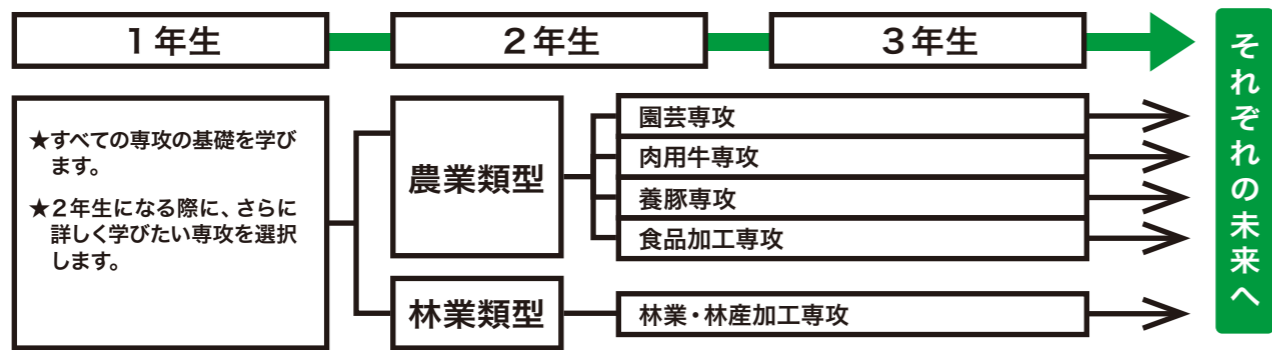 1年生
2年生
3年生
★すべての専攻の基礎を学び
ます。
★2年生になる際に、さらに
詳しく学びたい専攻を選択
します。
農業類型
園芸専攻
肉用牛専攻
養豚専攻
食品加工専攻
林業類型
林業・林産加工専攻
それぞれの未来へ